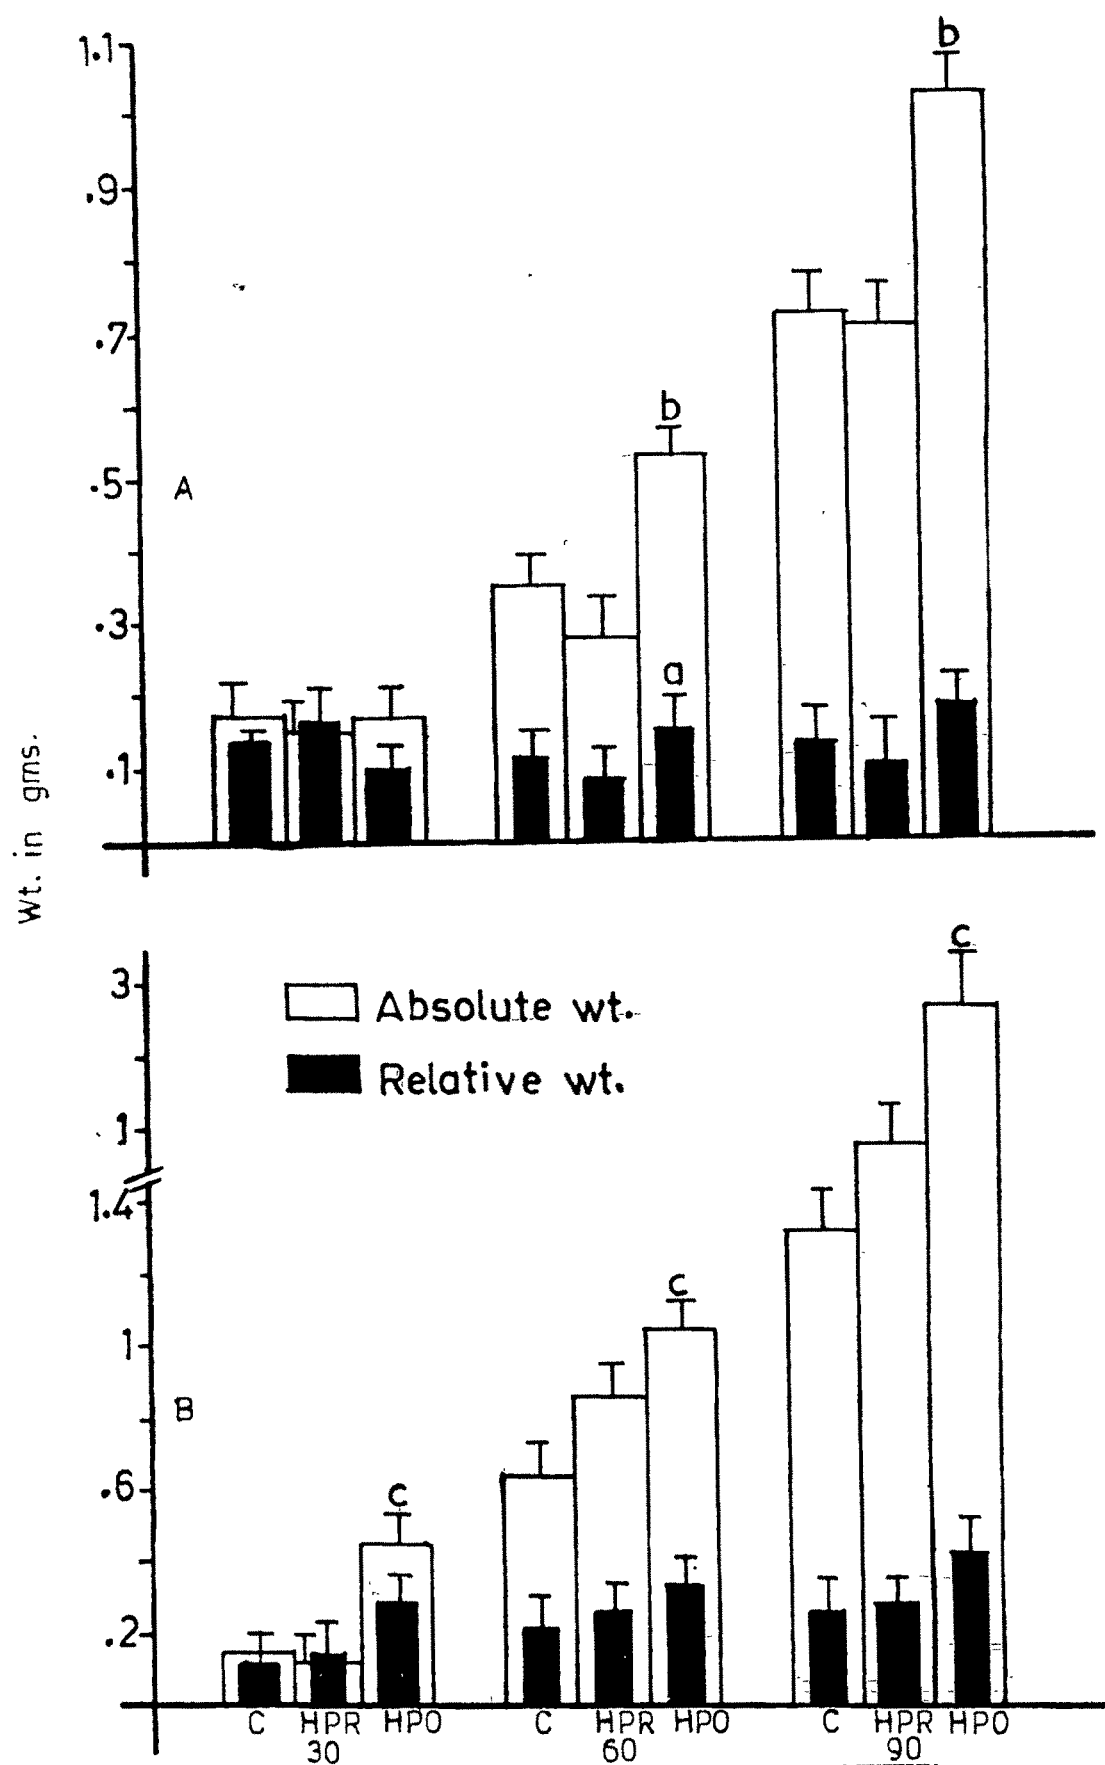 b
1.1
.9
.7
b
.5 A
.3
a
.1
Wt. in gms.
c
3
Absolute wt.
Relative wt.
1
1.4
c
1
B
.6
c
.2
C HPR HPO C HPR HPO C HPR HPO
30 60 90